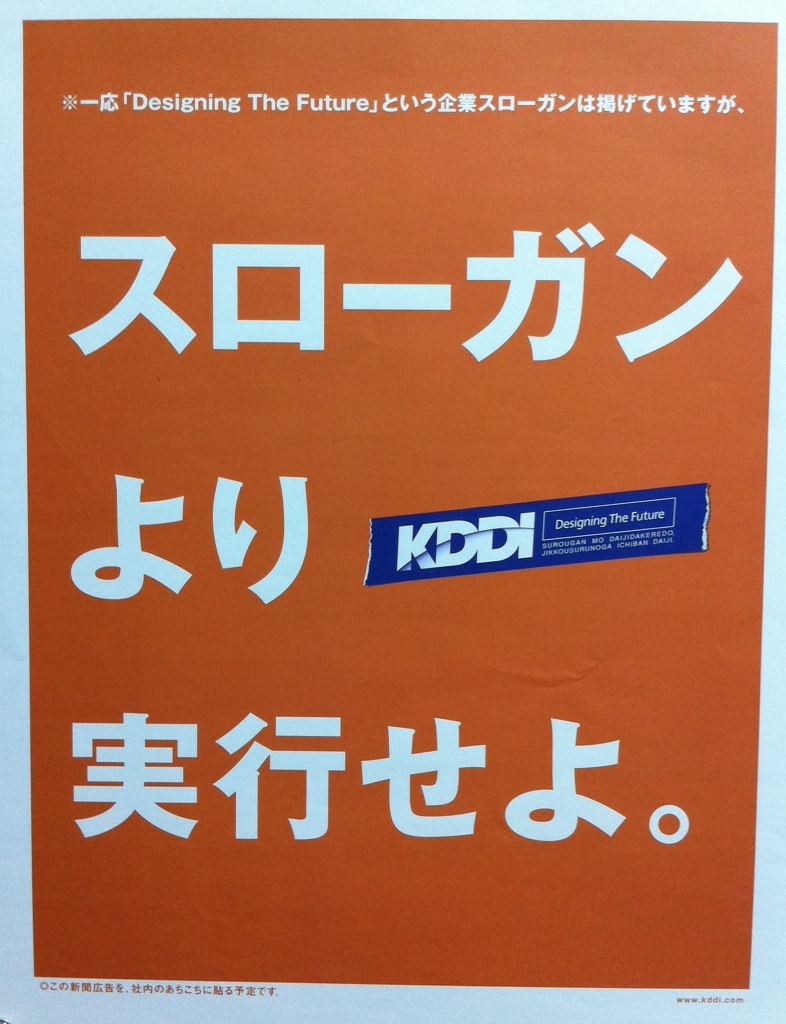 ※一応「Designing The Future」という企業スローガンは掲げていますが、
スローガン
より
KDDI
Designing The Future
SUROUGAN MO DAIJIDAKEREDO.
JIKKOUSURUNOGA ICHIBAN DAIJI.
実行せよ。
◎この新聞広告を、社内のあちこちに貼る予定です。
www.kddi.com